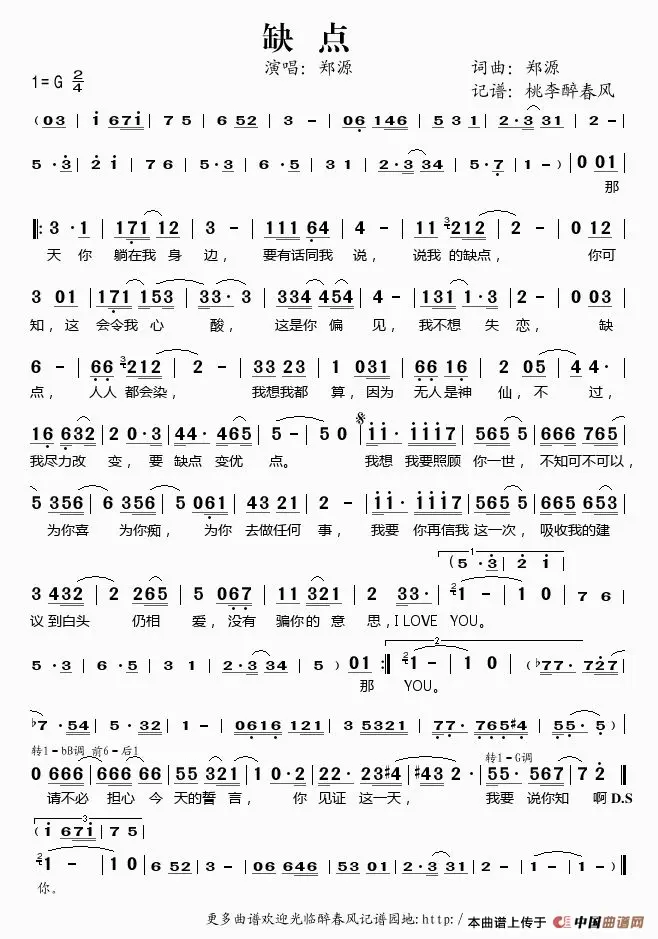 缺 点
演唱：郑源 词曲：郑源
1=G 2/4
记谱：桃李醉春风
（03 | i 67i | 7 5 | 6 52 | 3 - | 06 146 | 5 31 | 2·3 31 | 2 -
5·3 | 2 i | 7 6 | 5·3 | 6·5 | 3 1 | 2·3 34 | 5·7 | 1 -）| 0 01 |
那
‖: 3·1 | 171 12 | 3 - | 111 64 | 4 - | 11 3212 | 2 - | 0 12 |
天 你 躺在我 身 边， 要有话同我 说， 说我 的缺点， 你可
3 01 | 171 153 | 33·3 | 334 454 | 4 - | 131 1·3 | 2 - | 0 03 |
知，这 会令我 心 酸， 这是你 偏 见， 我不想 失 恋， 缺
6 - | 66 3212 | 2 - | 33 23 | 1 031 | 66 16 | 2 05 | 4 4· |
点， 人人 都会染， 我想我都 算，因为 无人是神 仙，不 过，
16 632 | 2 0·3 | 44· 465 | 5 - | 5 0 | ii· iii7 | 565 5 | 666 765 |
我尽力改 变，要 缺点 变优 点。 我想 我要照顾 你一世，不知可不可以，
5 356 | 6 356 | 5 061 | 43 21 | 2 - | ii· iii7 | 565 5 | 665 653 |
为你喜 为你痴， 为你 去做任何 事， 我要 你再信我 这一次，吸收我的建
1
（5·3 | 2 i
3 432 | 2 265 | 5 067 | 11 321 | 2 33· | 21 - | 1 0 | 7 6 |
议 到白头 仍相 爱，没有 骗你的 意 思，I LOVE YOU。
2
5·3 | 6·5 | 3 1 | 2·3 34 | 5 ）01 :‖ 21 - | 1 0 |（b77· 727 |
那 YOU。
b7·54 | 5·32 | 1 - | 0616 121 | 3 5321 | 77· 765#4 | 55·5）|
转1=bB调 前6=后1
转1=G调
0 666 | 666 66 | 55 321 | 1 0·2 | 22· 23#4 | #43 2· | 55· 567 | 7 2 ‖
请不必 担心 今 天的誓 言， 你 见证 这一天， 我要 说你知 啊 D.S
3
（i 67i | 7 5
21 - | 1 0 | 6 52 | 3 - | 06 646 | 53 01 | 2·3 31 | 2 - | 5 - ）‖
你。
更多曲谱欢迎光临醉春风记谱园地:http:/ 本曲谱上传于 中国曲谱网